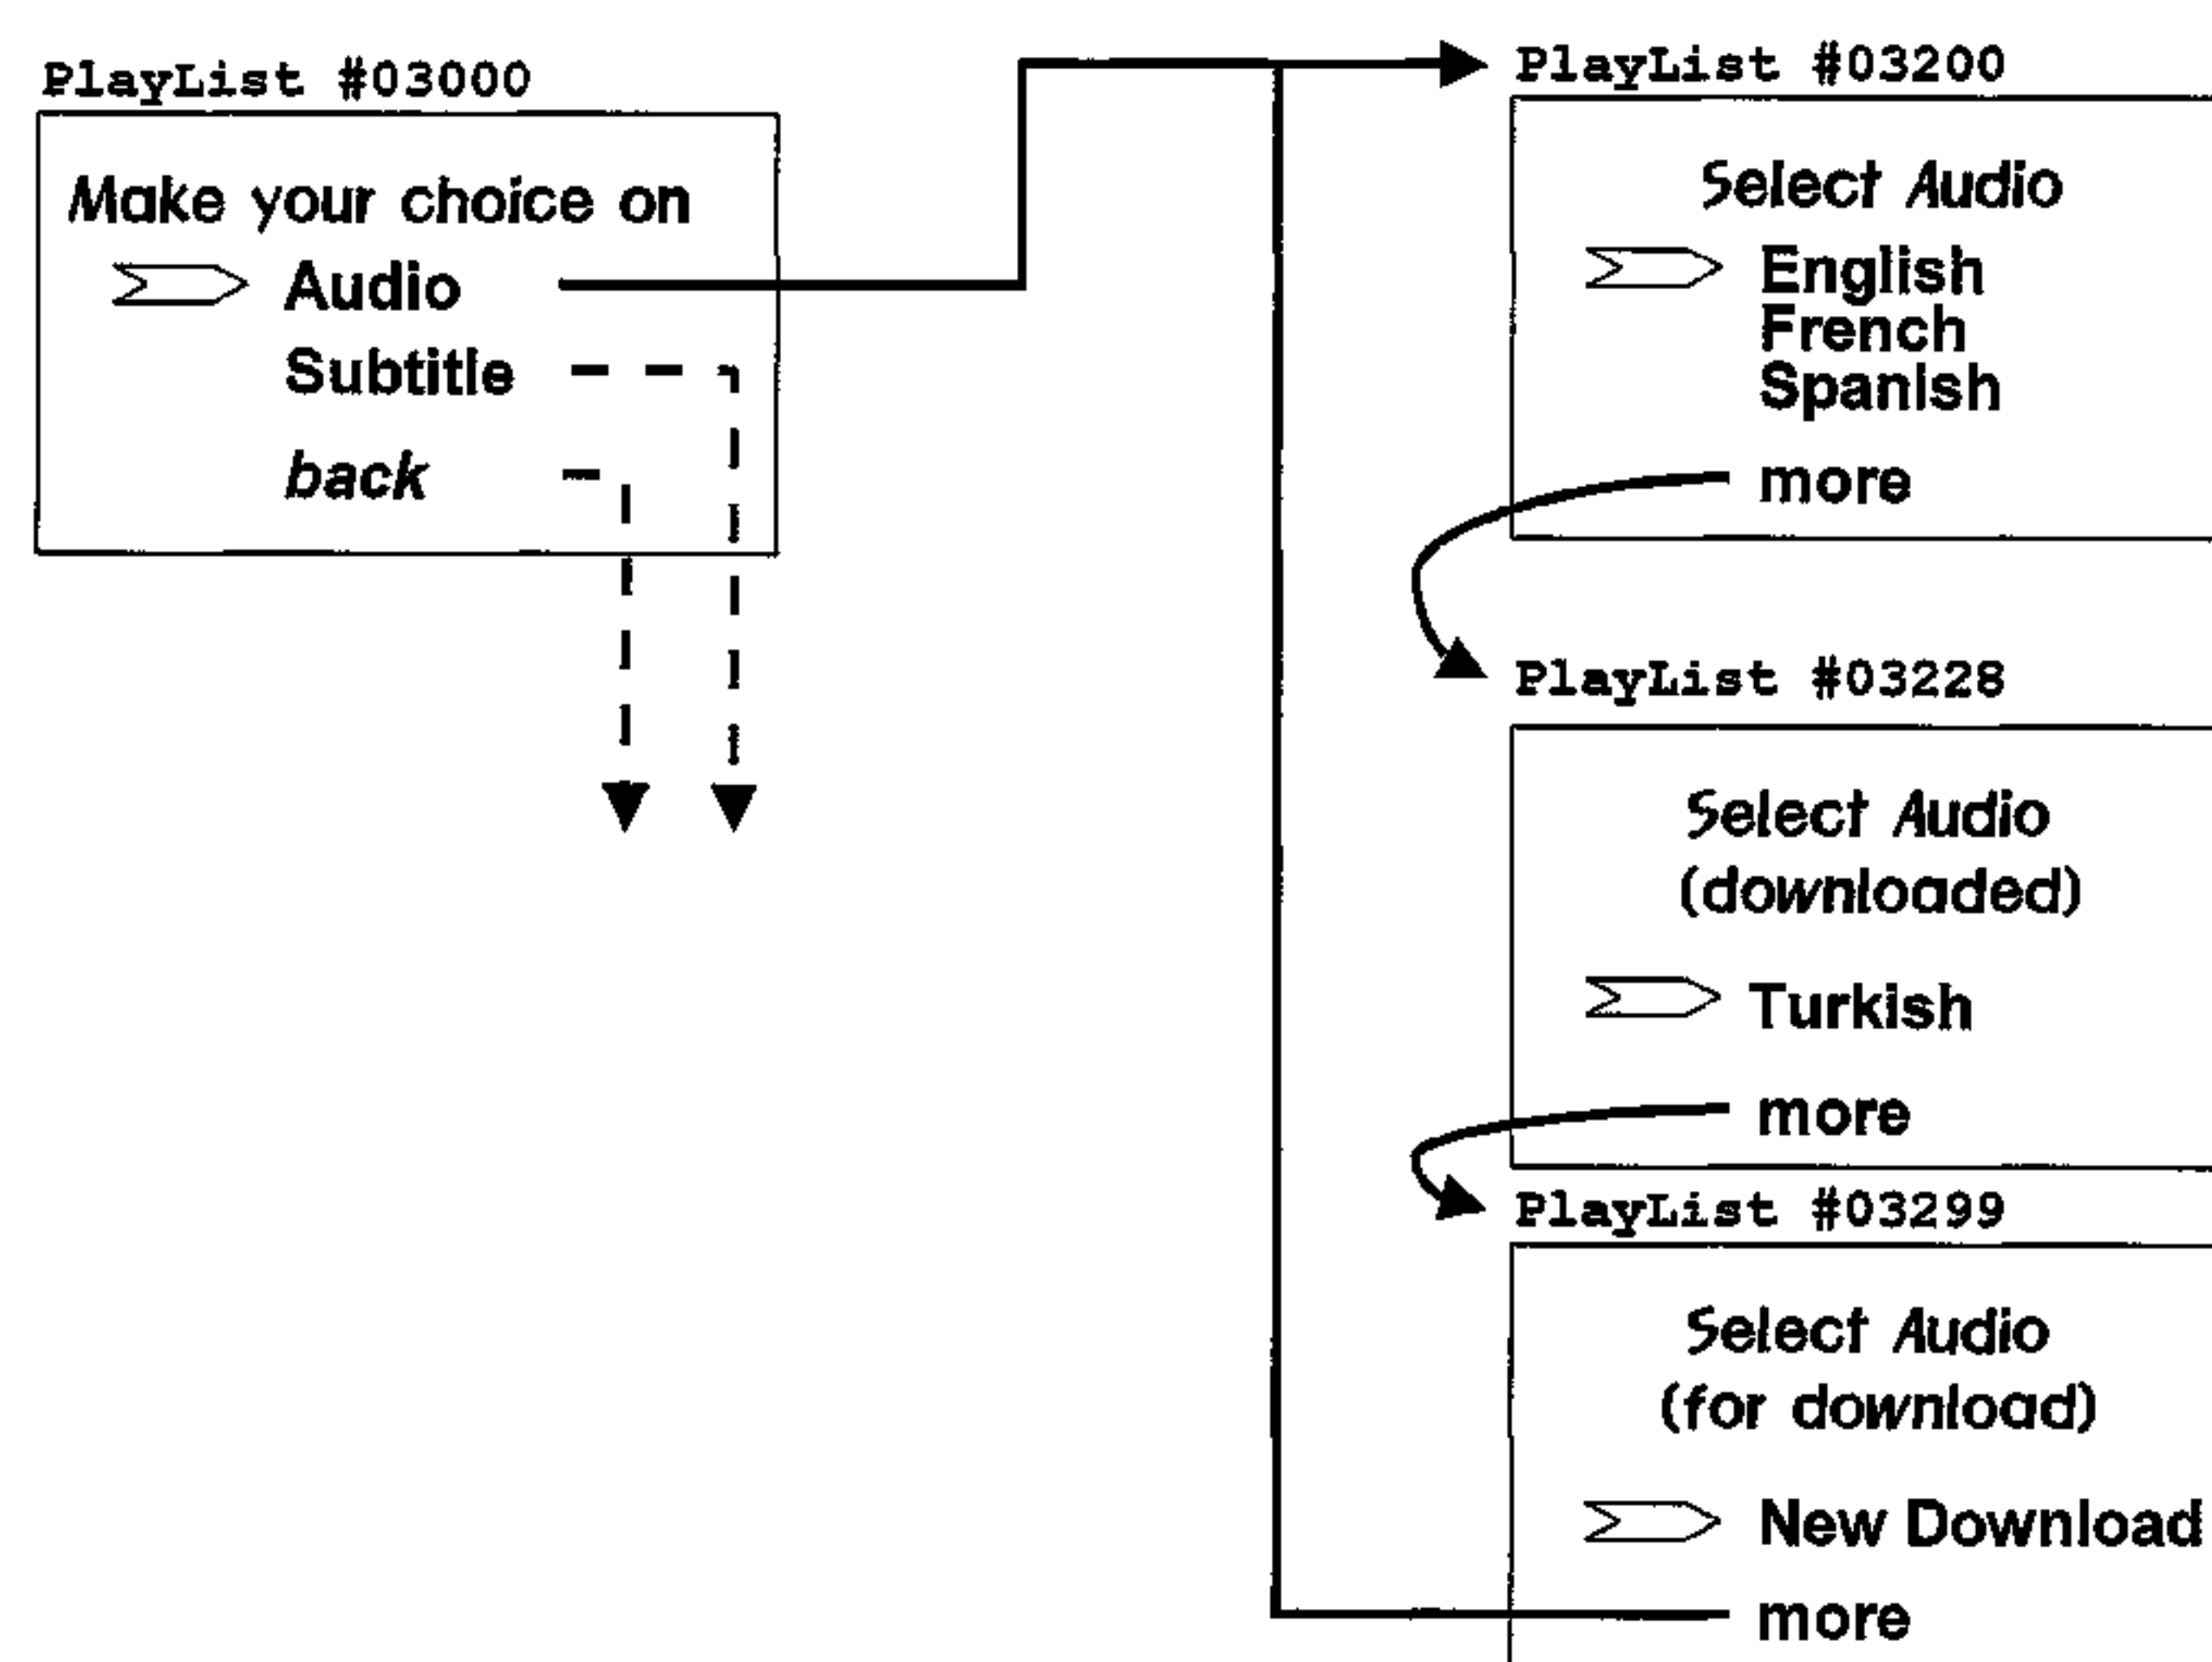 PlayList #03000
Make your choice on
Audio
Subtitle
back
PlayList #03200
Select Audio
English
French
Spanish
more
PlayList #03228
Select Audio
(downloaded)
Turkish
more
PlayList #03299
Select Audio
(for download)
New Download
more